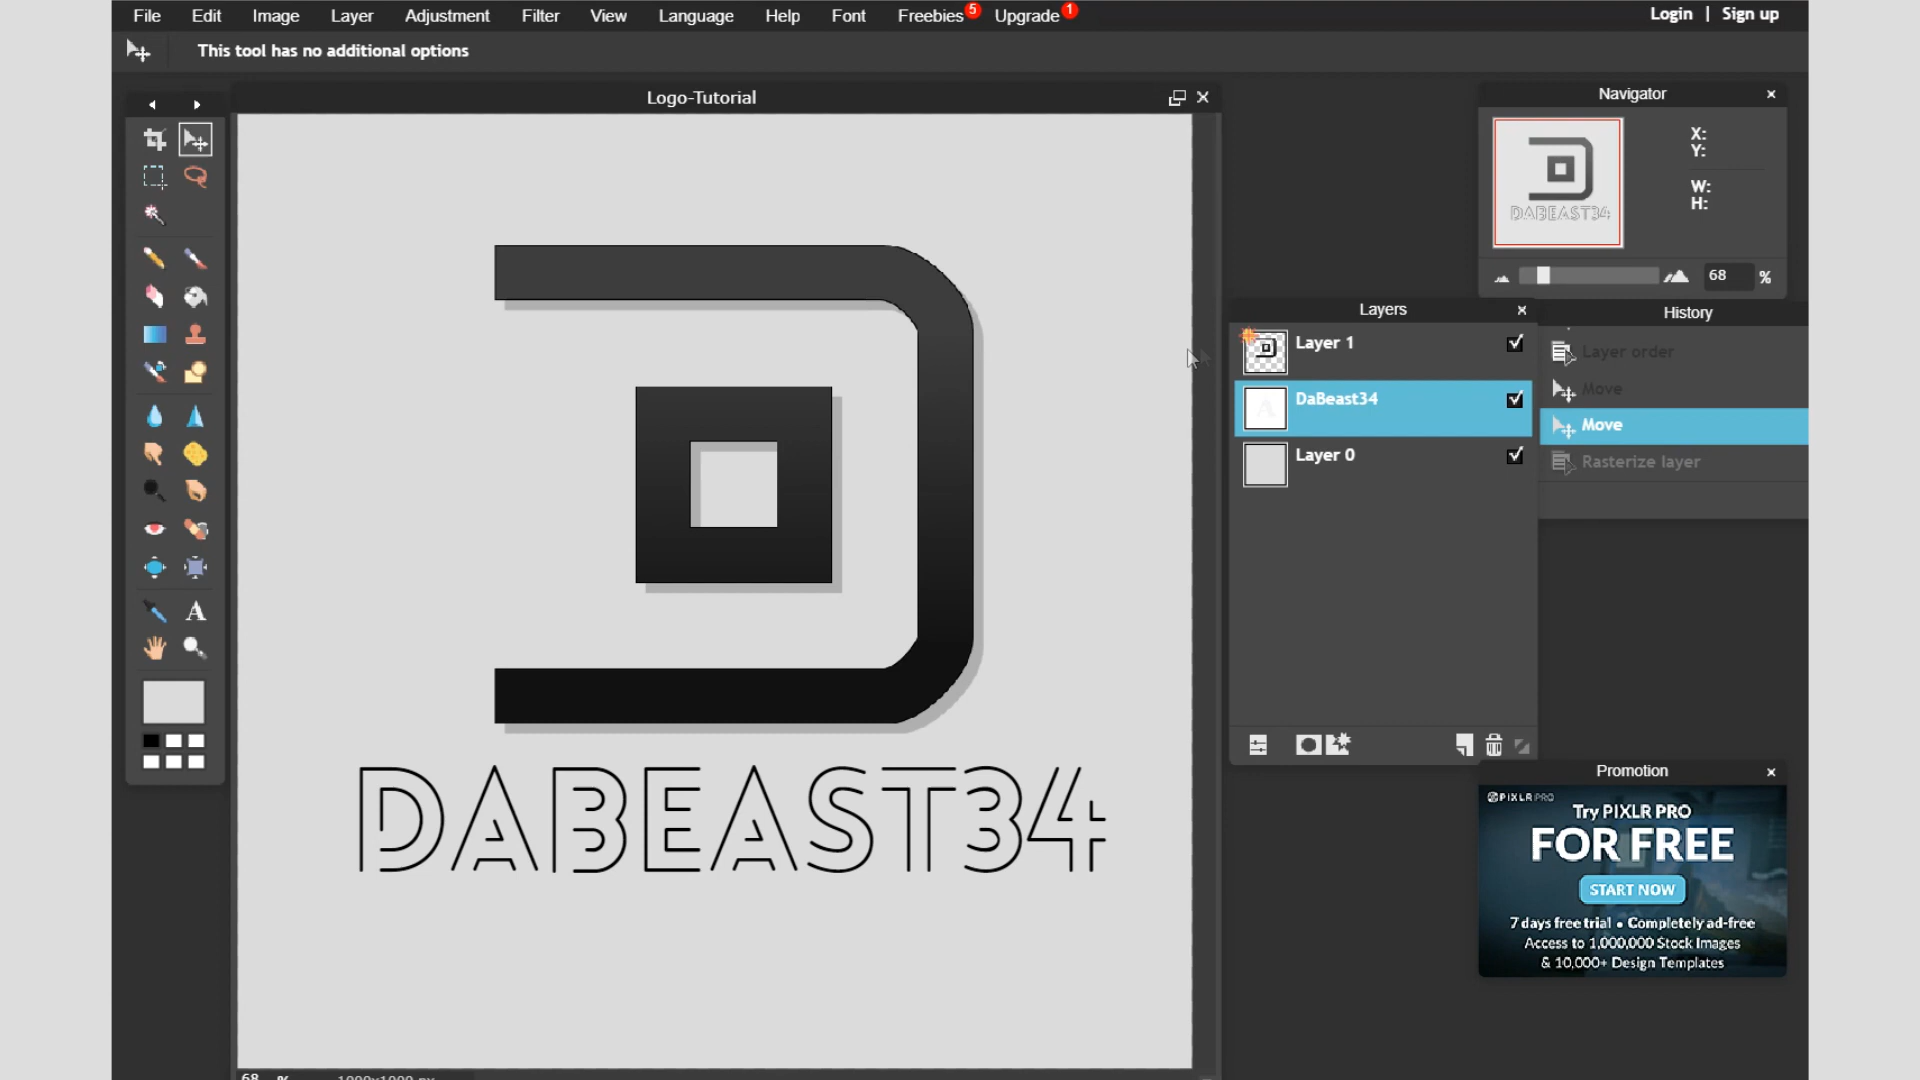 File Edit Image Layer Adjustment Filter View Language Help Font Freebies 5 Upgrade 1 Login | Sign up
This tool has no additional options
Logo-Tutorial
Navigator
X:
Y:
W:
H:
DABEAST34
68 %
Layers
Layer 1
DaBeast34
Layer 0
History
Layer order
Move
Move
Rasterize layer
A
DABEAST34
Promotion
PIXLR PRO
Try PIXLR PRO
FOR FREE
START NOW
7 days free trial • Completely ad-free
Access to 1,000,000 Stock Images
& 10,000+ Design Templates
68 % 1000x1000 px